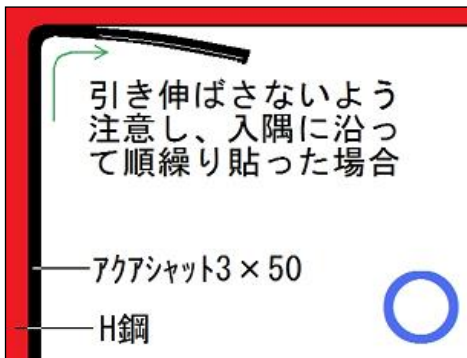 引き伸ばさないよう
注意し、入隅に沿っ
て順繰り貼った場合
アクアシャット3×50
H鋼